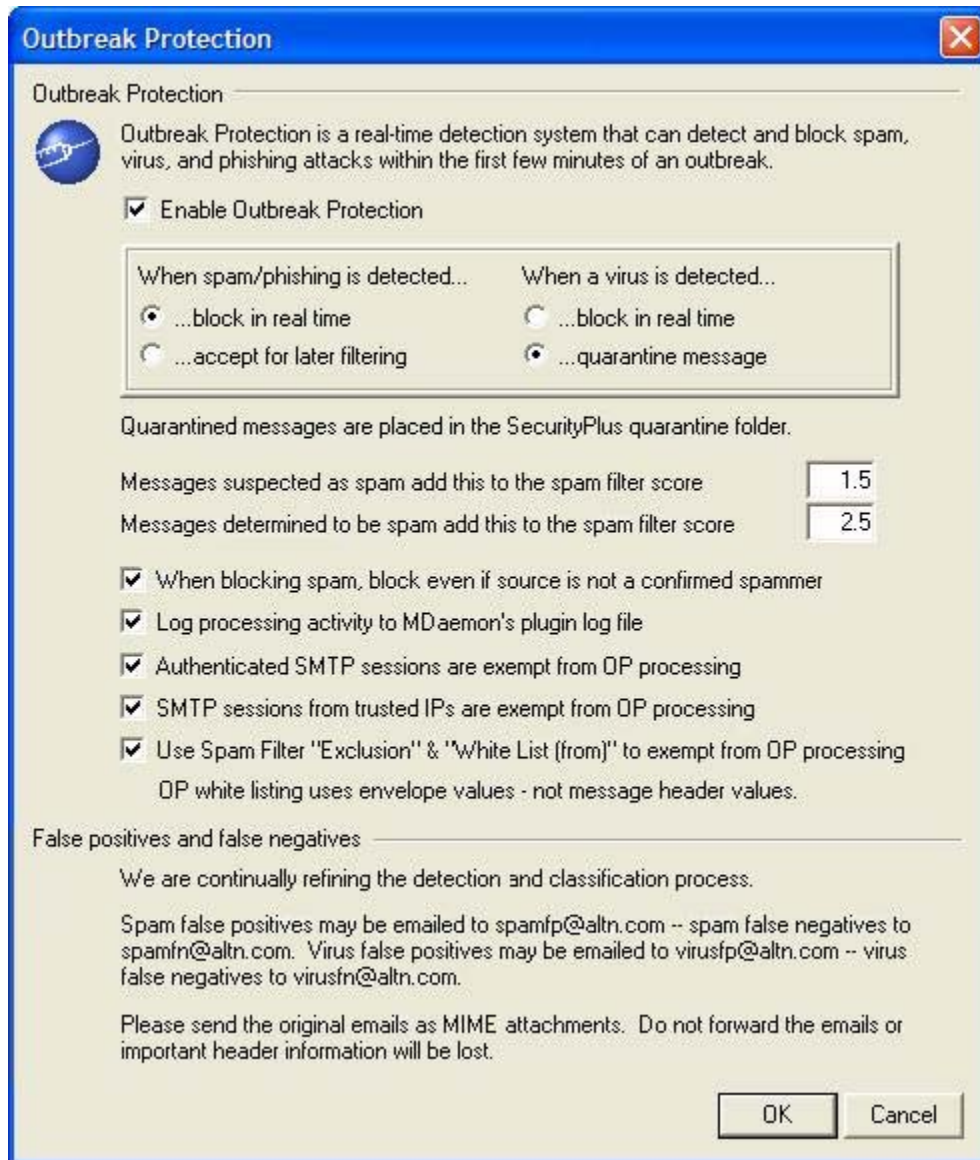 Outbreak Protection
Outbreak Protection
Outbreak Protection is a real-time detection system that can detect and block spam,
virus, and phishing attacks within the first few minutes of an outbreak.
Enable Outbreak Protection
When spam/phishing is detected...
...block in real time
...accept for later filtering
When a virus is detected...
...block in real time
...quarantine message
Quarantined messages are placed in the SecurityPlus quarantine folder.
Messages suspected as spam add this to the spam filter score 1.5
Messages determined to be spam add this to the spam filter score 2.5
When blocking spam, block even if source is not a confirmed spammer
Log processing activity to MDaemon's plugin log file
Authenticated SMTP sessions are exempt from OP processing
SMTP sessions from trusted IPs are exempt from OP processing
Use Spam Filter "Exclusion" & "White List (from)" to exempt from OP processing
OP white listing uses envelope values - not message header values.
False positives and false negatives
We are continually refining the detection and classification process.
Spam false positives may be emailed to spamfp@altn.com -- spam false negatives to
spamfn@altn.com. Virus false positives may be emailed to virusfp@altn.com -- virus
false negatives to virusfn@altn.com.
Please send the original emails as MIME attachments. Do not forward the emails or
important header information will be lost.
OK
Cancel